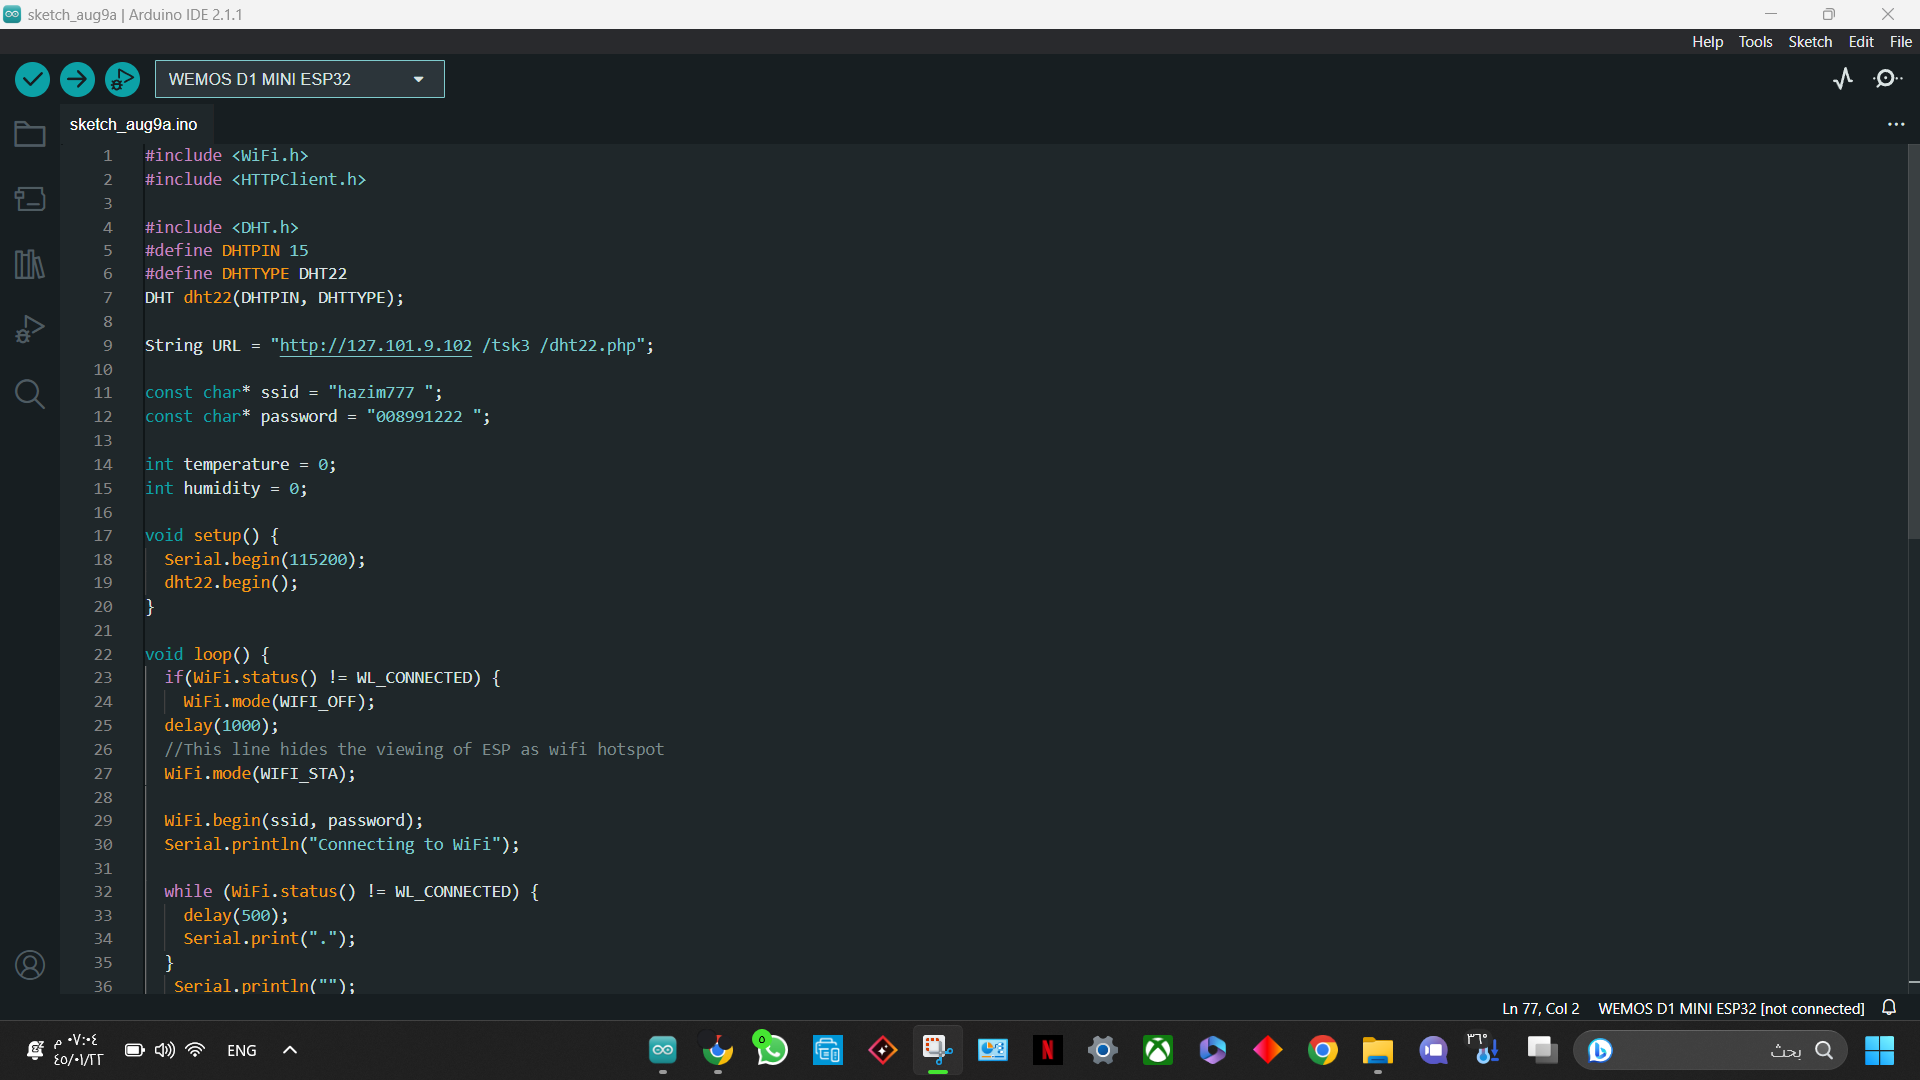 sketch_aug9a | Arduino IDE 2.1.1
Help Tools Sketch Edit File
WEMOS D1 MINI ESP32
sketch_aug9a.ino
1 #include <WiFi.h>
2 #include <HTTPClient.h>
3
4 #include <DHT.h>
5 #define DHTPIN 15
6 #define DHTTYPE DHT22
7 DHT dht22(DHTPIN, DHTTYPE);
8
9 String URL = "http://127.101.9.102 /tsk3 /dht22.php";
10
11 const char* ssid = "hazim777 ";
12 const char* password = "008991222 ";
13
14 int temperature = 0;
15 int humidity = 0;
16
17 void setup() {
18 Serial.begin(115200);
19 dht22.begin();
20 }
21
22 void loop() {
23 if(WiFi.status() != WL_CONNECTED) {
24 WiFi.mode(WIFI_OFF);
25 delay(1000);
26 //This line hides the viewing of ESP as wifi hotspot
27 WiFi.mode(WIFI_STA);
28
29 WiFi.begin(ssid, password);
30 Serial.println("Connecting to WiFi");
31
32 while (WiFi.status() != WL_CONNECTED) {
33 delay(500);
34 Serial.print(".");
35 }
36 Serial.println("");
Ln 77, Col 2 WEMOS D1 MINI ESP32 [not connected]
٠٧:٠٤ م
٤٥/٠١/٢٢
ENG
٣٦°
بحث